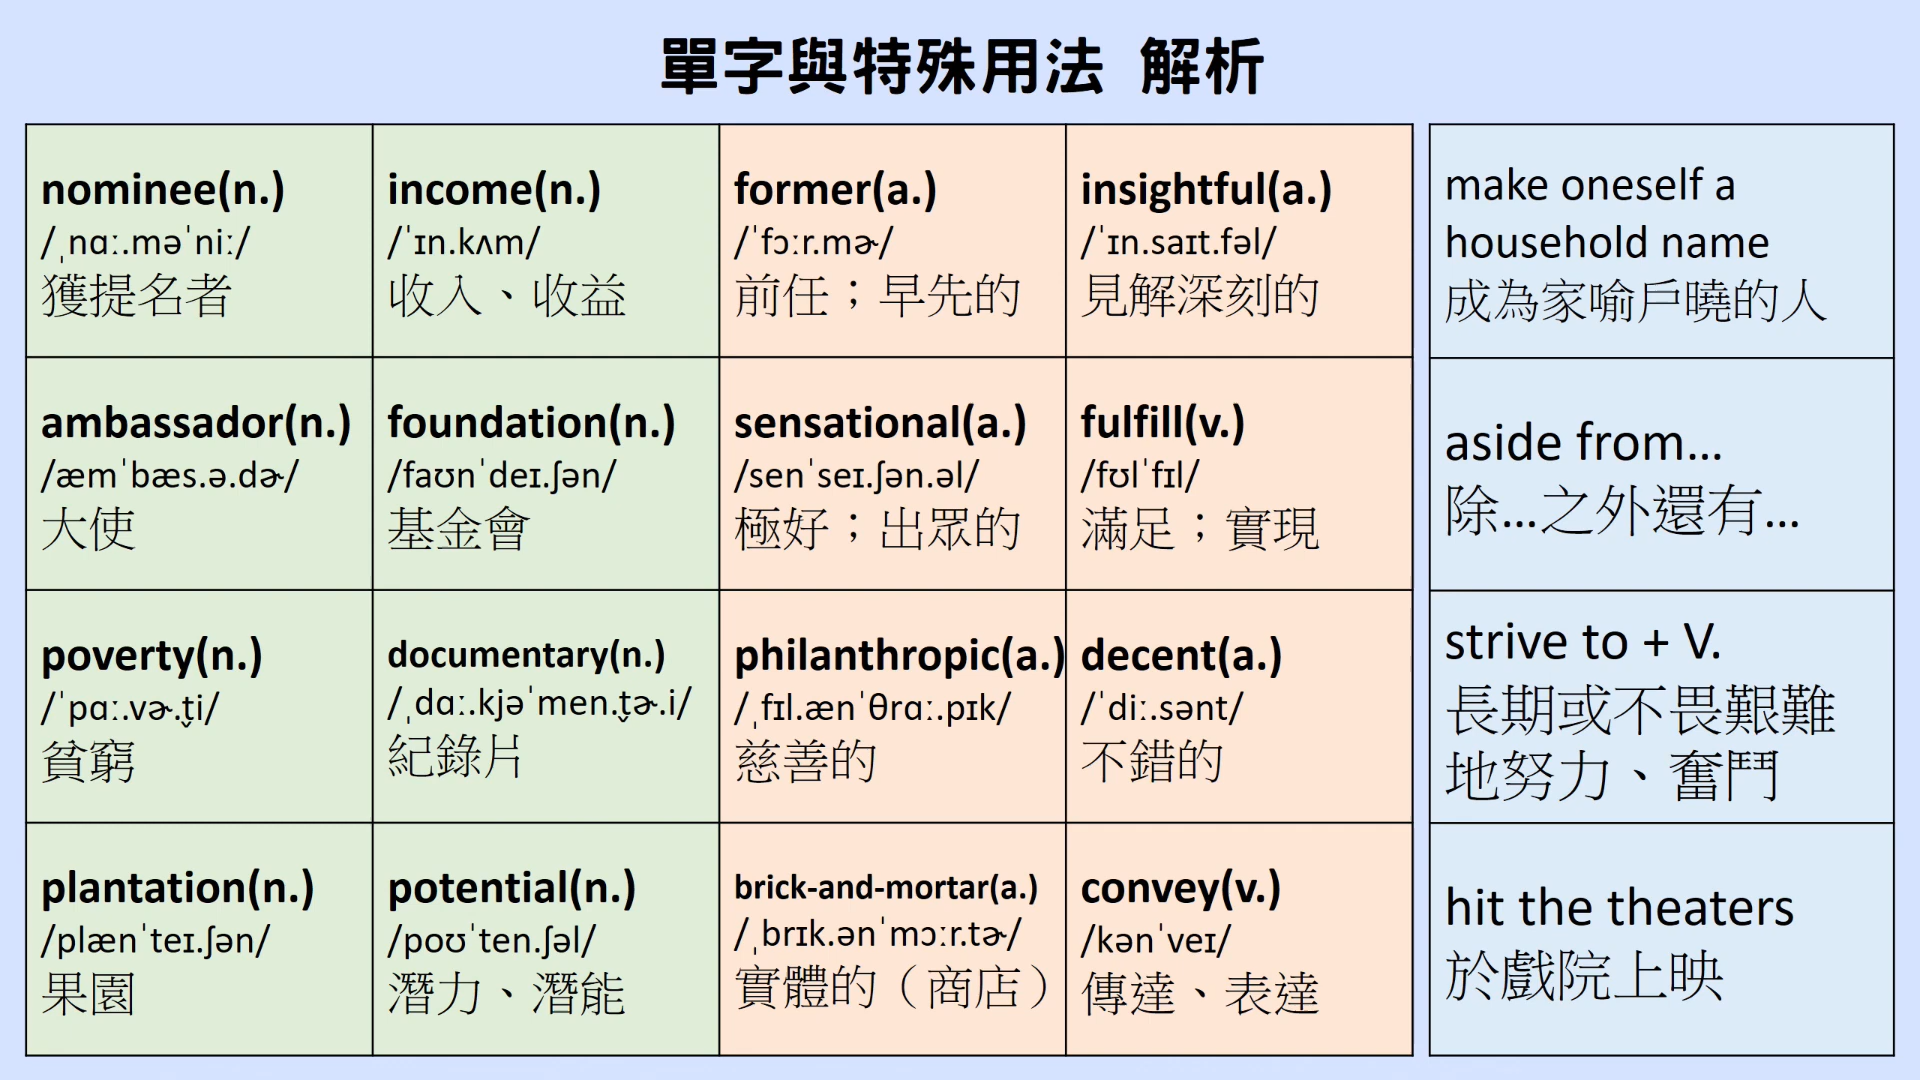 單字與特殊用法 解析
nominee(n.)
/ˌnɑː.məˈniː/
獲提名者
income(n.)
/ˈɪn.kʌm/
收入、收益
former(a.)
/ˈfɔːr.mɚ/
前任；早先的
insightful(a.)
/ˈɪn.saɪt.fəl/
見解深刻的
make oneself a
household name
成為家喻戶曉的人
ambassador(n.)
/æmˈbæs.ə.dɚ/
大使
foundation(n.)
/faʊnˈdeɪ.ʃən/
基金會
sensational(a.)
/senˈseɪ.ʃən.əl/
極好；出眾的
fulfill(v.)
/fʊlˈfɪl/
滿足；實現
aside from...
除...之外還有...
poverty(n.)
/ˈpɑː.vɚ.t̬i/
貧窮
documentary(n.)
/ˌdɑː.kjəˈmen.t̬ɚ.i/
紀錄片
philanthropic(a.)
/ˌfɪl.ænˈθrɑː.pɪk/
慈善的
decent(a.)
/ˈdiː.sənt/
不錯的
strive to + V.
長期或不畏艱難
地努力、奮鬥
plantation(n.)
/plænˈteɪ.ʃən/
果園
potential(n.)
/poʊˈten.ʃəl/
潛力、潛能
brick-and-mortar(a.)
/ˌbrɪk.ənˈmɔːr.tɚ/
實體的（商店）
convey(v.)
/kənˈveɪ/
傳達、表達
hit the theaters
於戲院上映